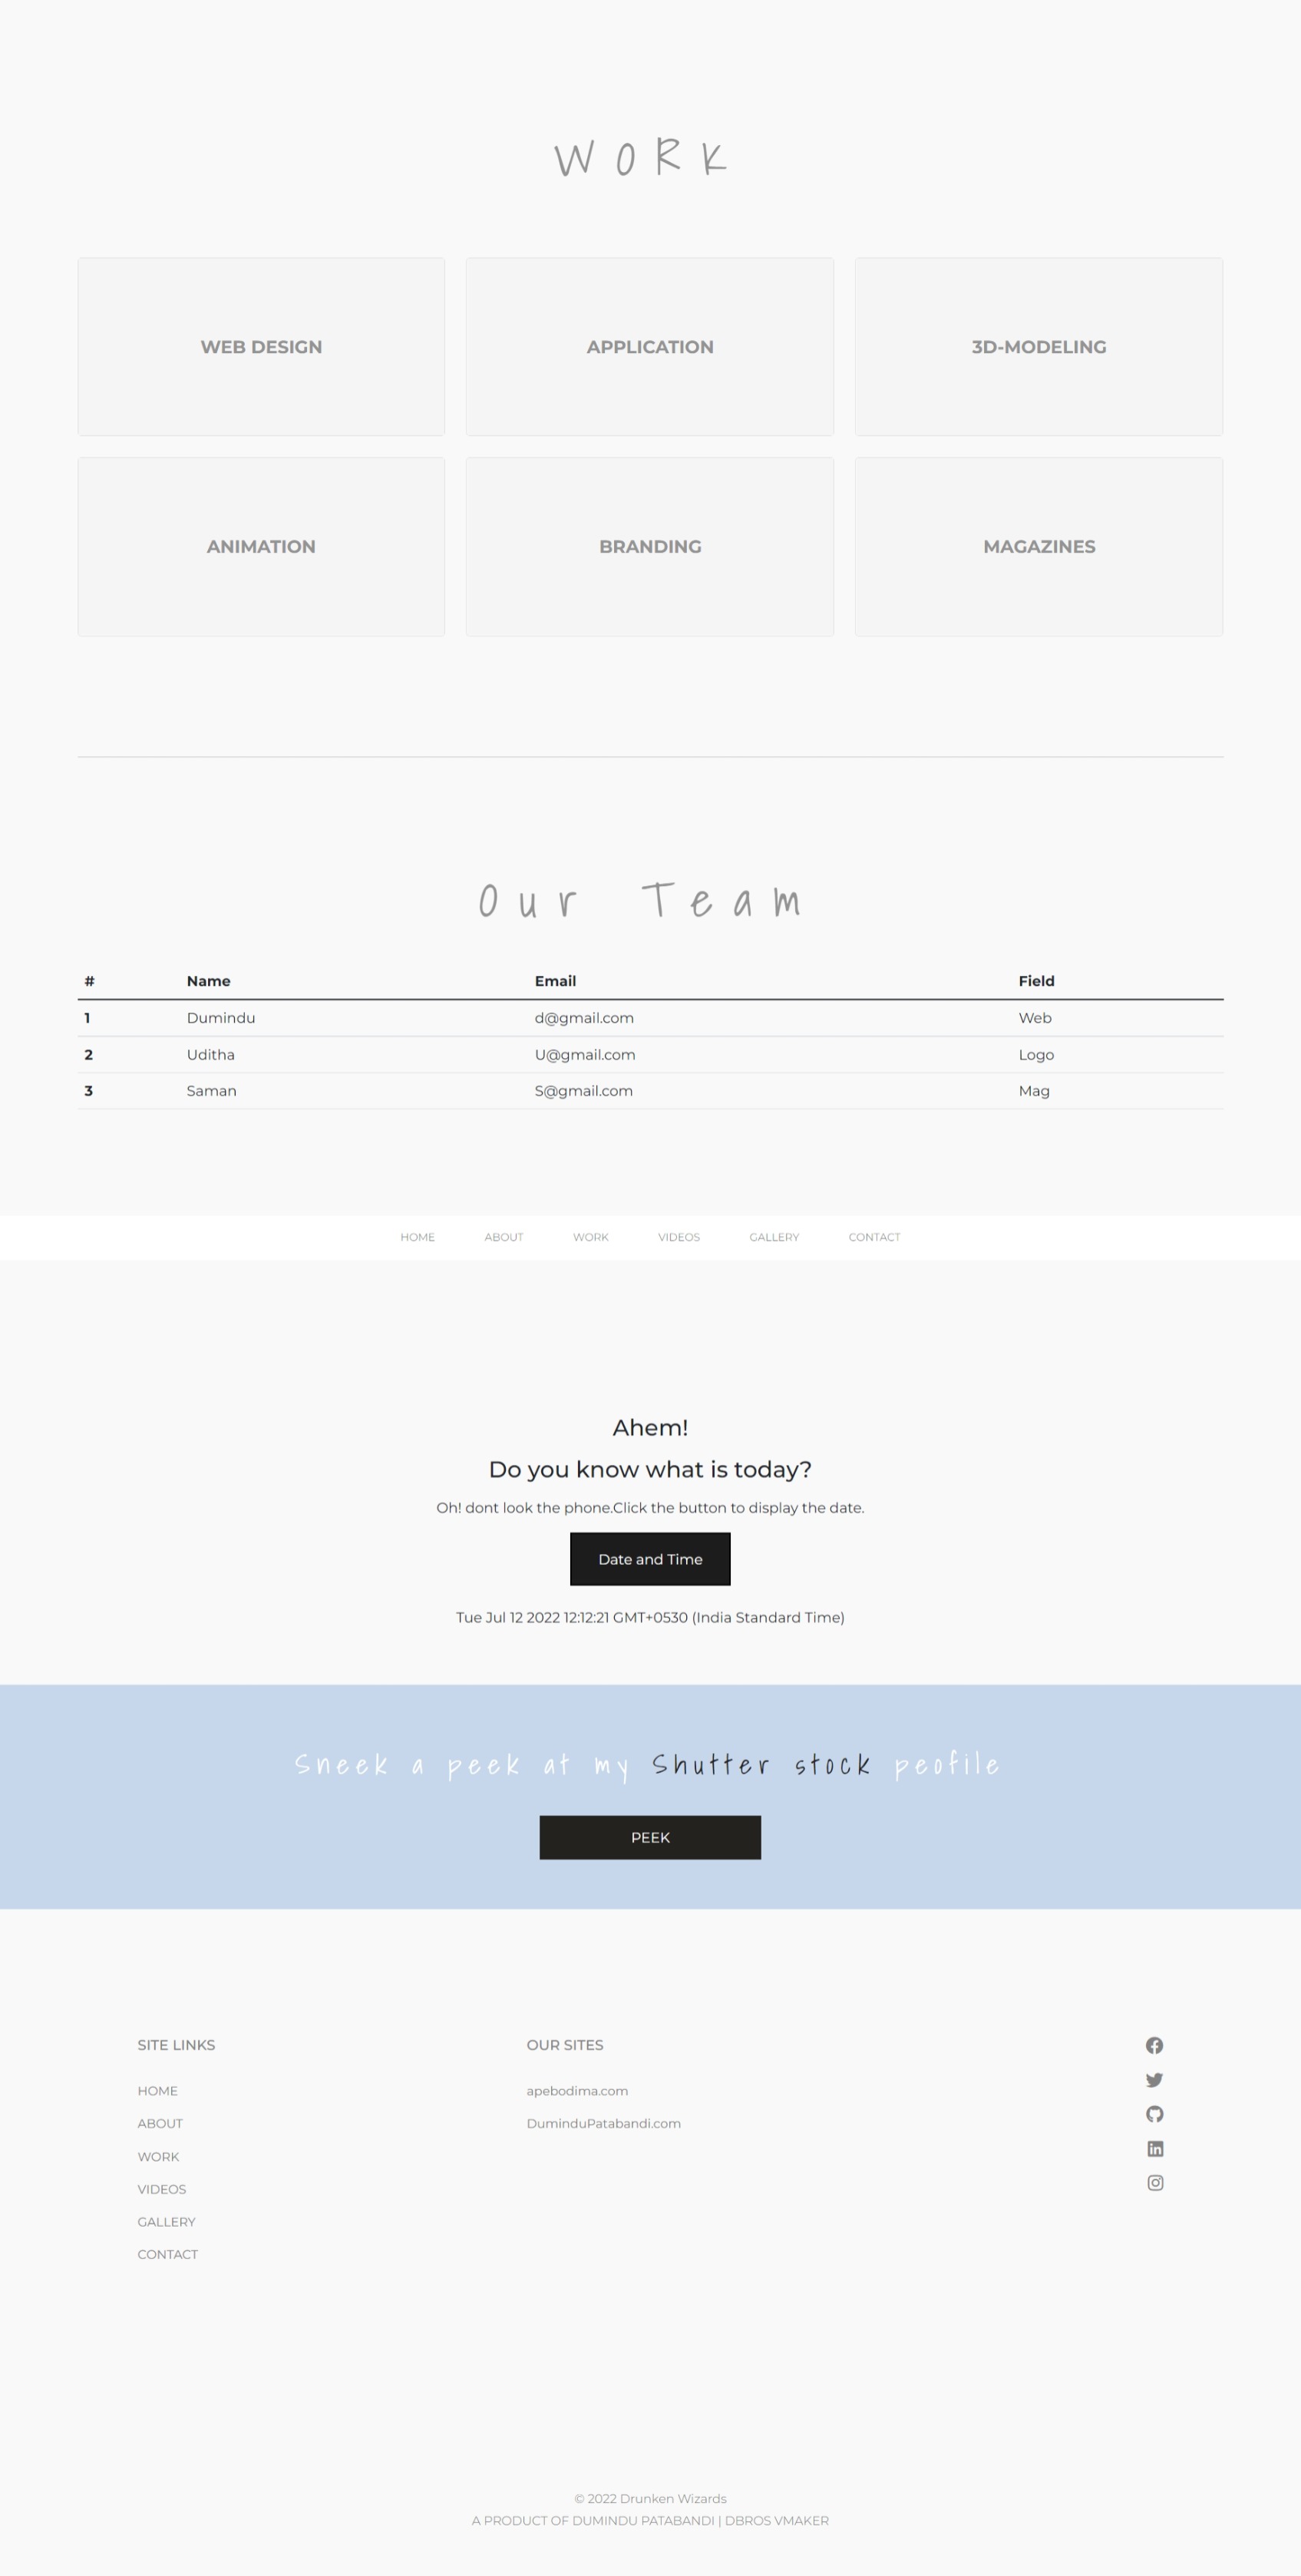 WORK
WEB DESIGN APPLICATION 3D-MODELING
ANIMATION BRANDING MAGAZINES
Our Team
# Name Email Field
1 Dumindu d@gmail.com Web
2 Uditha U@gmail.com Logo
3 Saman S@gmail.com Mag
HOME ABOUT WORK VIDEOS GALLERY CONTACT
Ahem!
Do you know what is today?
Oh! dont look the phone.Click the button to display the date.
Date and Time
Tue Jul 12 2022 12:12:21 GMT+0530 (India Standard Time)
Sneek a peek at my Shutter stock peofile
PEEK
SITE LINKS
HOME
ABOUT
WORK
VIDEOS
GALLERY
CONTACT
OUR SITES
apebodima.com
DuminduPatabandi.com
© 2022 Drunken Wizards
A PRODUCT OF DUMINDU PATABANDI | DBROS VMAKER